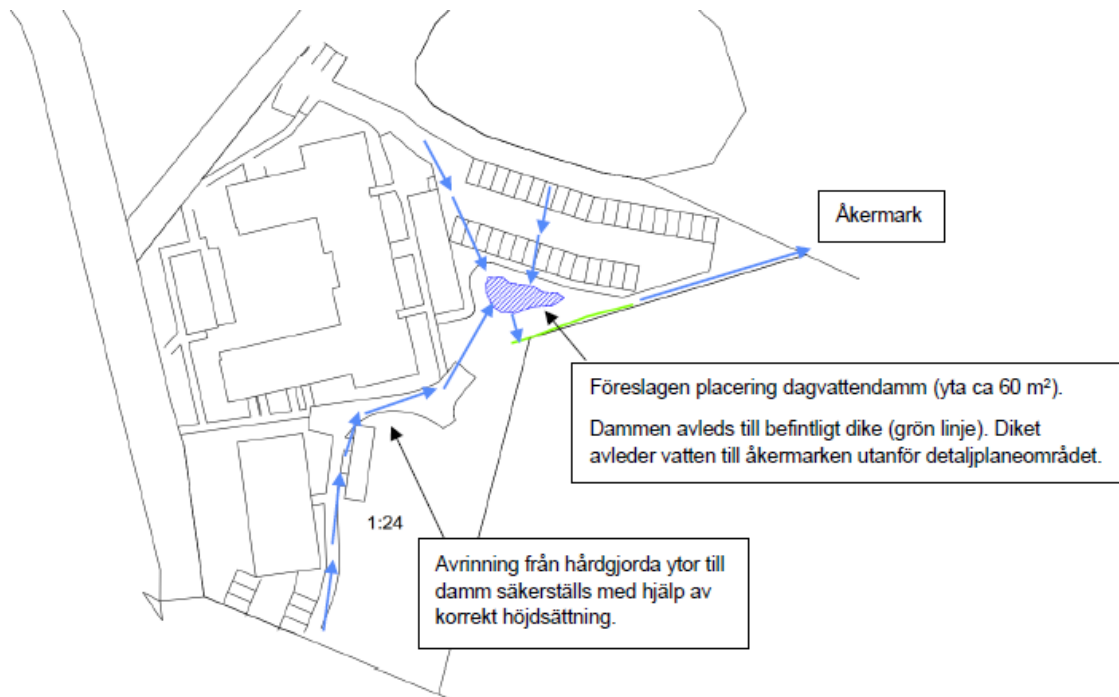 Åkermark
Föreslagen placering dagvattendamm (yta ca 60 m²).
Dammen avleds till befintligt dike (grön linje). Diket
avleder vatten till åkermarken utanför detaljplaneområdet.
1:24
Avrinning från hårdgjorda ytor till
damm säkerställs med hjälp av
korrekt höjdsättning.